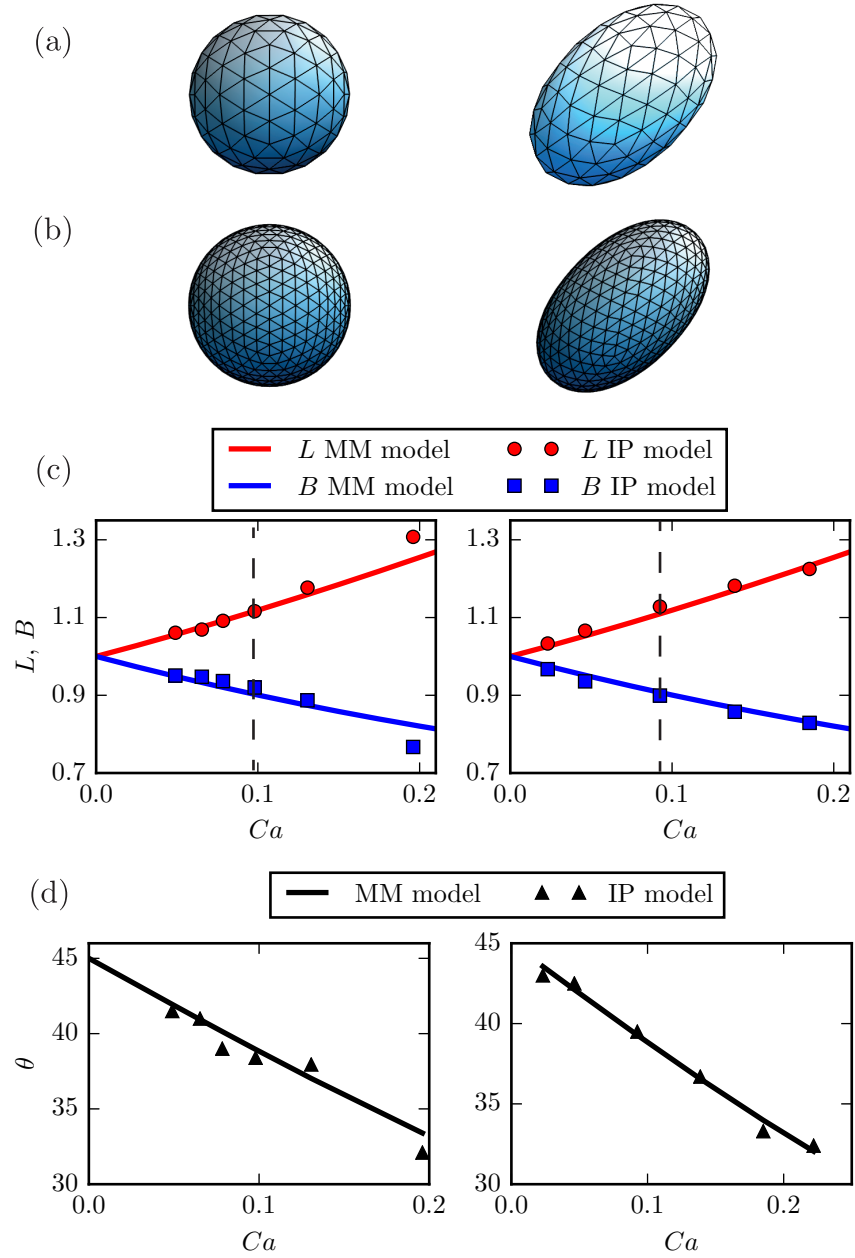 (a)
(b)
(c)
L MM model L IP model
B MM model B IP model
1.3 1.3
1.1 1.1
L, B
0.9 0.9
0.7 0.7
0.0 0.1 0.2 0.0 0.1 0.2
Ca Ca
(d)
MM model IP model
45 45
40 40
θ
35 35
30 30
0.0 0.1 0.2 0.0 0.1 0.2
Ca Ca